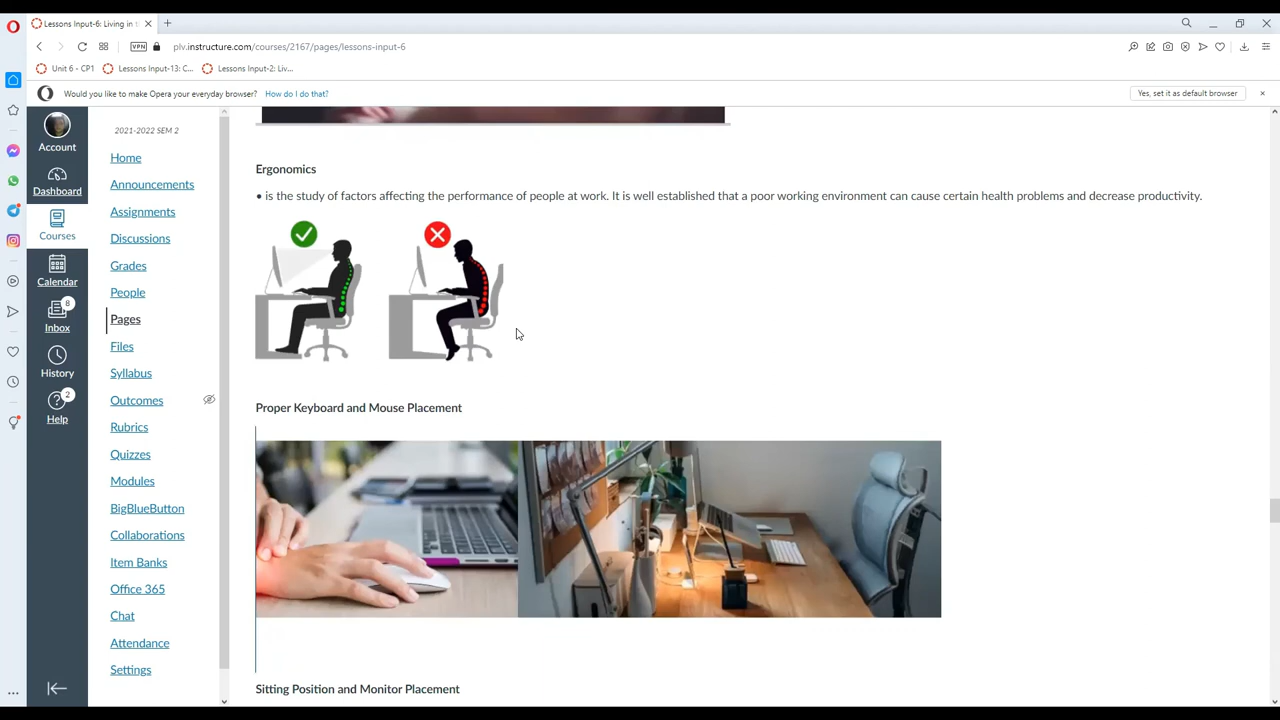 Lessons Input-6: Living in t
VPN
plv.instructure.com/courses/2167/pages/lessons-input-6
Unit 6 – CP1
Lessons Input-13: C...
Lessons Input-2: Liv...
Would you like to make Opera your everyday browser?
How do I do that?
Yes, set it as default browser
Account
Dashboard
Courses
Calendar
8
Inbox
History
2
Help
2021-2022 SEM 2
Home
Announcements
Assignments
Discussions
Grades
People
Pages
Files
Syllabus
Outcomes
Rubrics
Quizzes
Modules
BigBlueButton
Collaborations
Item Banks
Office 365
Chat
Attendance
Settings
Ergonomics
• is the study of factors affecting the performance of people at work. It is well established that a poor working environment can cause certain health problems and decrease productivity.
Proper Keyboard and Mouse Placement
Sitting Position and Monitor Placement